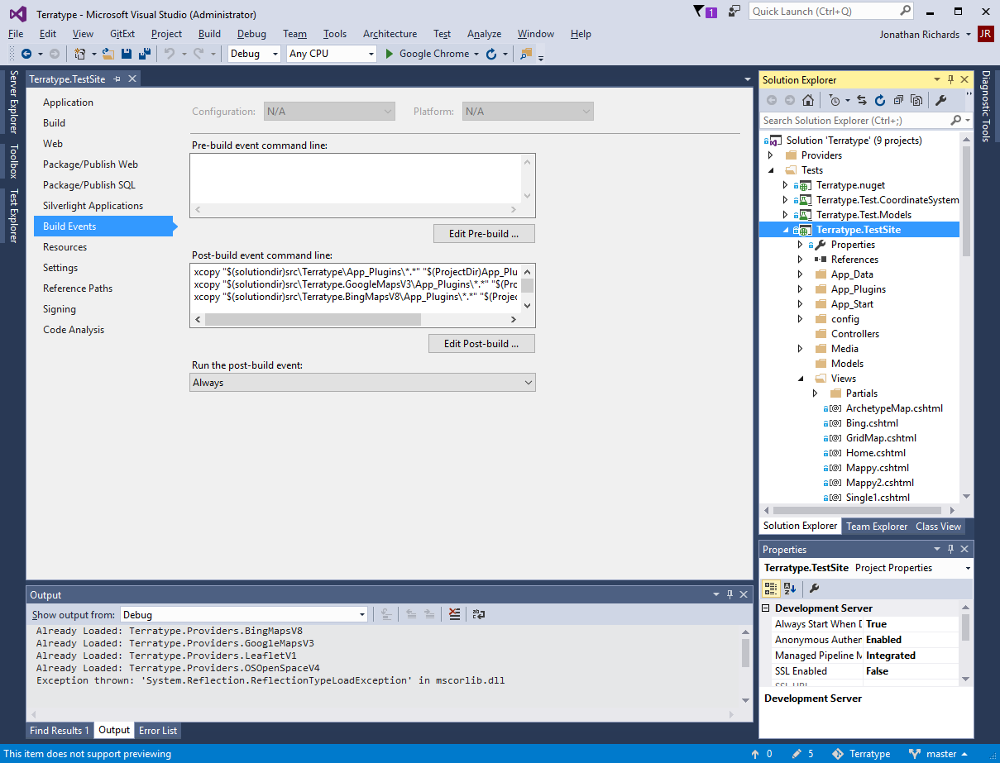 Terratype - Microsoft Visual Studio (Administrator)
1
Quick Launch (Ctrl+Q)
File Edit View GitExt Project Build Debug Team Tools Architecture Test Analyze Window Help
Jonathan Richards JR
Debug Any CPU Google Chrome
Server Explorer
Toolbox
Test Explorer
Terratype.TestSite
Application
Build
Web
Package/Publish Web
Package/Publish SQL
Silverlight Applications
Build Events
Resources
Settings
Reference Paths
Signing
Code Analysis
Configuration: N/A Platform: N/A
Pre-build event command line:
Edit Pre-build ...
Post-build event command line:
xcopy "$(solutiondir)src\Terratype\App_Plugins\*.*" "$(ProjectDir)App_Plu
xcopy "$(solutiondir)src\Terratype.GoogleMapsV3\App_Plugins\*.*" "$(Prc
xcopy "$(solutiondir)src\Terratype.BingMapsV8\App_Plugins\*.*" "$(Projec
Edit Post-build ...
Run the post-build event:
Always
Output
Show output from: Debug
Already Loaded: Terratype.Providers.BingMapsV8
Already Loaded: Terratype.Providers.GoogleMapsV3
Already Loaded: Terratype.Providers.LeafletV1
Already Loaded: Terratype.Providers.OSOpenSpaceV4
Exception thrown: 'System.Reflection.ReflectionTypeLoadException' in mscorlib.dll
Find Results 1 Output Error List
Solution Explorer
Search Solution Explorer (Ctrl+;)
Solution 'Terratype' (9 projects)
Providers
Tests
Terratype.nuget
Terratype.Test.CoordinateSystem
Terratype.Test.Models
Terratype.TestSite
Properties
References
App_Data
App_Plugins
App_Start
config
Controllers
Media
Models
Views
Partials
ArchetypeMap.cshtml
Bing.cshtml
GridMap.cshtml
Home.cshtml
Mappy.cshtml
Mappy2.cshtml
Single1.cshtml
Solution Explorer Team Explorer Class View
Properties
Terratype.TestSite Project Properties
Development Server
Always Start When D True
Anonymous Auther Enabled
Managed Pipeline M Integrated
SSL Enabled False
SSL URL
Development Server
Diagnostic Tools
This item does not support previewing
0 5 Terratype master